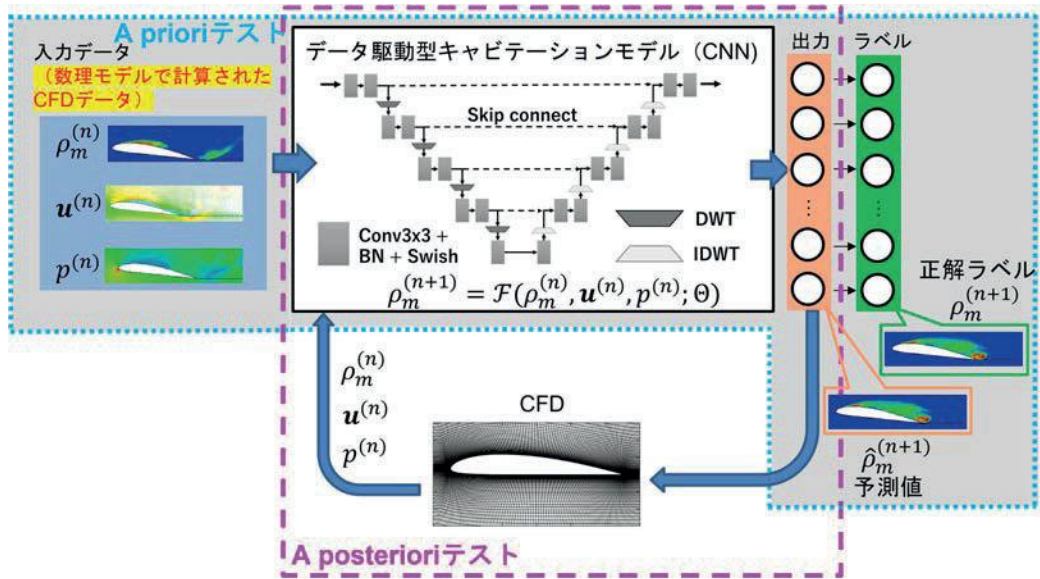 A prioriテスト
入力データ
（数理モデルで計算された
CFDデータ）
ρ_m^{(n)}
𝒖^{(n)}
p^{(n)}
データ駆動型キャビテーションモデル（CNN）
Skip connect
Conv3x3 +
BN + Swish
DWT
IDWT
ρ_m^{(n+1)} = ℱ(ρ_m^{(n)}, 𝒖^{(n)}, p^{(n)}; Θ)
出力
ラベル
正解ラベル
ρ_m^{(n+1)}
ρ̂_m^{(n+1)}
予測値
ρ_m^{(n)}
𝒖^{(n)}
p^{(n)}
CFD
A posterioriテスト